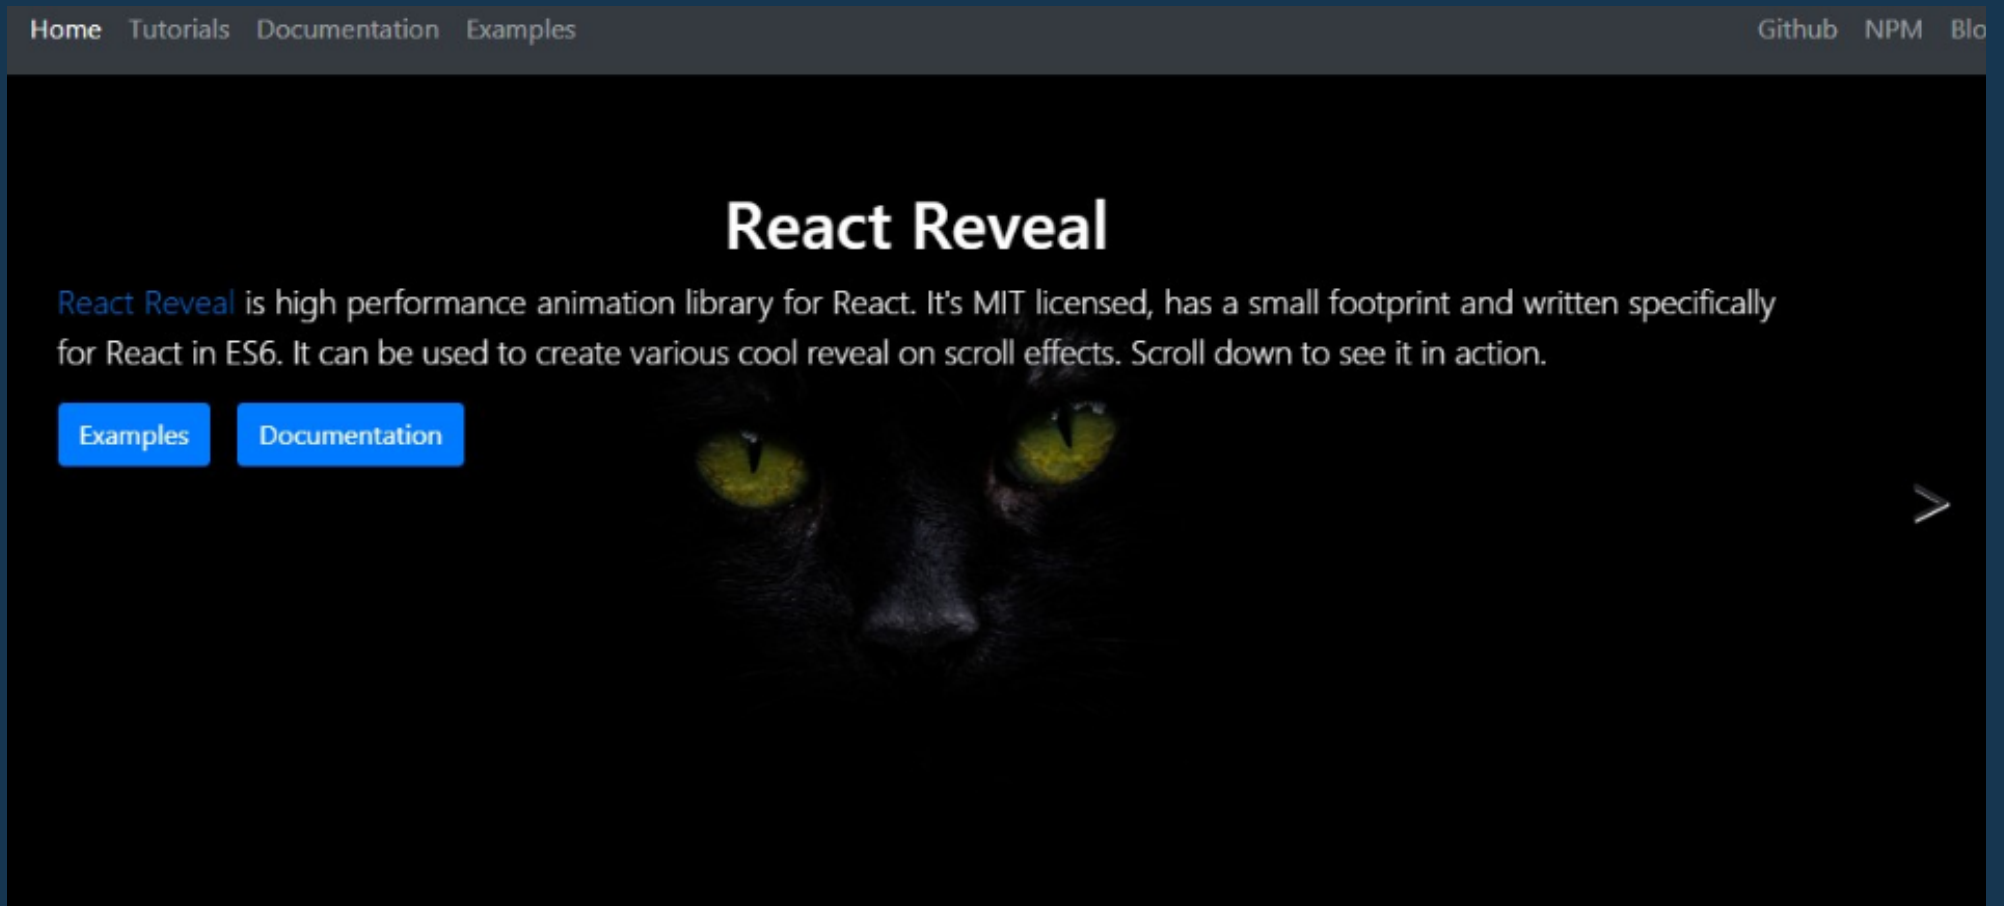 Home Tutorials Documentation Examples Github NPM Blo
React Reveal
React Reveal is high performance animation library for React. It's MIT licensed, has a small footprint and written specifically
for React in ES6. It can be used to create various cool reveal on scroll effects. Scroll down to see it in action.
Examples Documentation
>